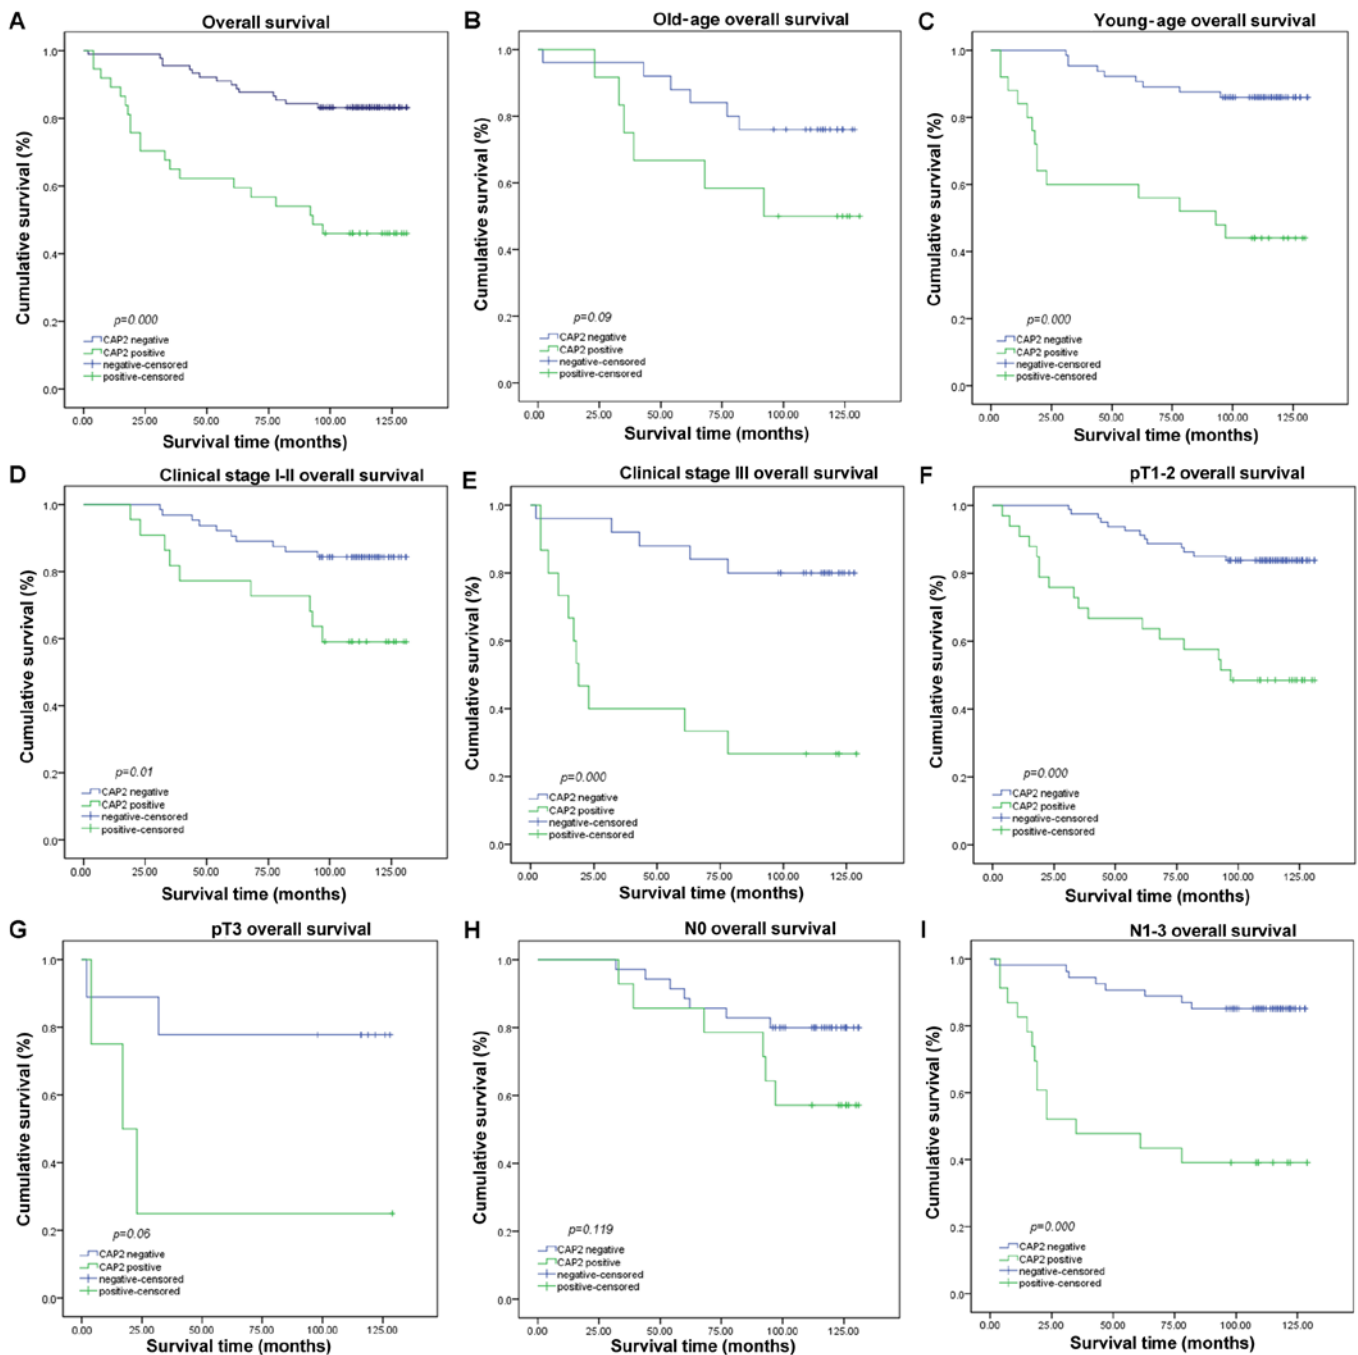 A
Overall survival
Cumulative survival (%)
1.0
0.8
0.6
0.4
0.2
0.0
p=0.000
CAP2 negative
CAP2 positive
negative-censored
positive-censored
0.00 25.00 50.00 75.00 100.00 125.00
Survival time (months)
B
Old-age overall survival
Cumulative survival (%)
1.0
0.8
0.6
0.4
0.2
0.0
p=0.09
CAP2 negative
CAP2 positive
negative-censored
positive-censored
0.00 25.00 50.00 75.00 100.00 125.00
Survival time (months)
C
Young-age overall survival
Cumulative survival (%)
1.0
0.8
0.6
0.4
0.2
0.0
p=0.000
CAP2 negative
CAP2 positive
negative-censored
positive-censored
0.00 25.00 50.00 75.00 100.00 125.00
Survival time (months)
D
Clinical stage I-II overall survival
Cumulative survival (%)
1.0
0.8
0.6
0.4
0.2
0.0
p=0.01
CAP2 negative
CAP2 positive
negative-censored
positive-censored
0.00 25.00 50.00 75.00 100.00 125.00
Survival time (months)
E
Clinical stage III overall survival
Cumulative survival (%)
1.0
0.8
0.6
0.4
0.2
0.0
p=0.000
CAP2 negative
CAP2 positive
negative-censored
positive-censored
0.00 25.00 50.00 75.00 100.00 125.00
Survival time (months)
F
pT1-2 overall survival
Cumulative survival (%)
1.0
0.8
0.6
0.4
0.2
0.0
p=0.000
CAP2 negative
CAP2 positive
negative-censored
positive-censored
0.00 25.00 50.00 75.00 100.00 125.00
Survival time (months)
G
pT3 overall survival
Cumulative survival (%)
1.0
0.8
0.6
0.4
0.2
0.0
p=0.06
CAP2 negative
CAP2 positive
negative-censored
positive-censored
0.00 25.00 50.00 75.00 100.00 125.00
Survival time (months)
H
N0 overall survival
Cumulative survival (%)
1.0
0.8
0.6
0.4
0.2
0.0
p=0.119
CAP2 negative
CAP2 positive
negative-censored
positive-censored
0.00 25.00 50.00 75.00 100.00 125.00
Survival time (months)
I
N1-3 overall survival
Cumulative survival (%)
1.0
0.8
0.6
0.4
0.2
0.0
p=0.000
CAP2 negative
CAP2 positive
negative-censored
positive-censored
0.00 25.00 50.00 75.00 100.00 125.00
Survival time (months)